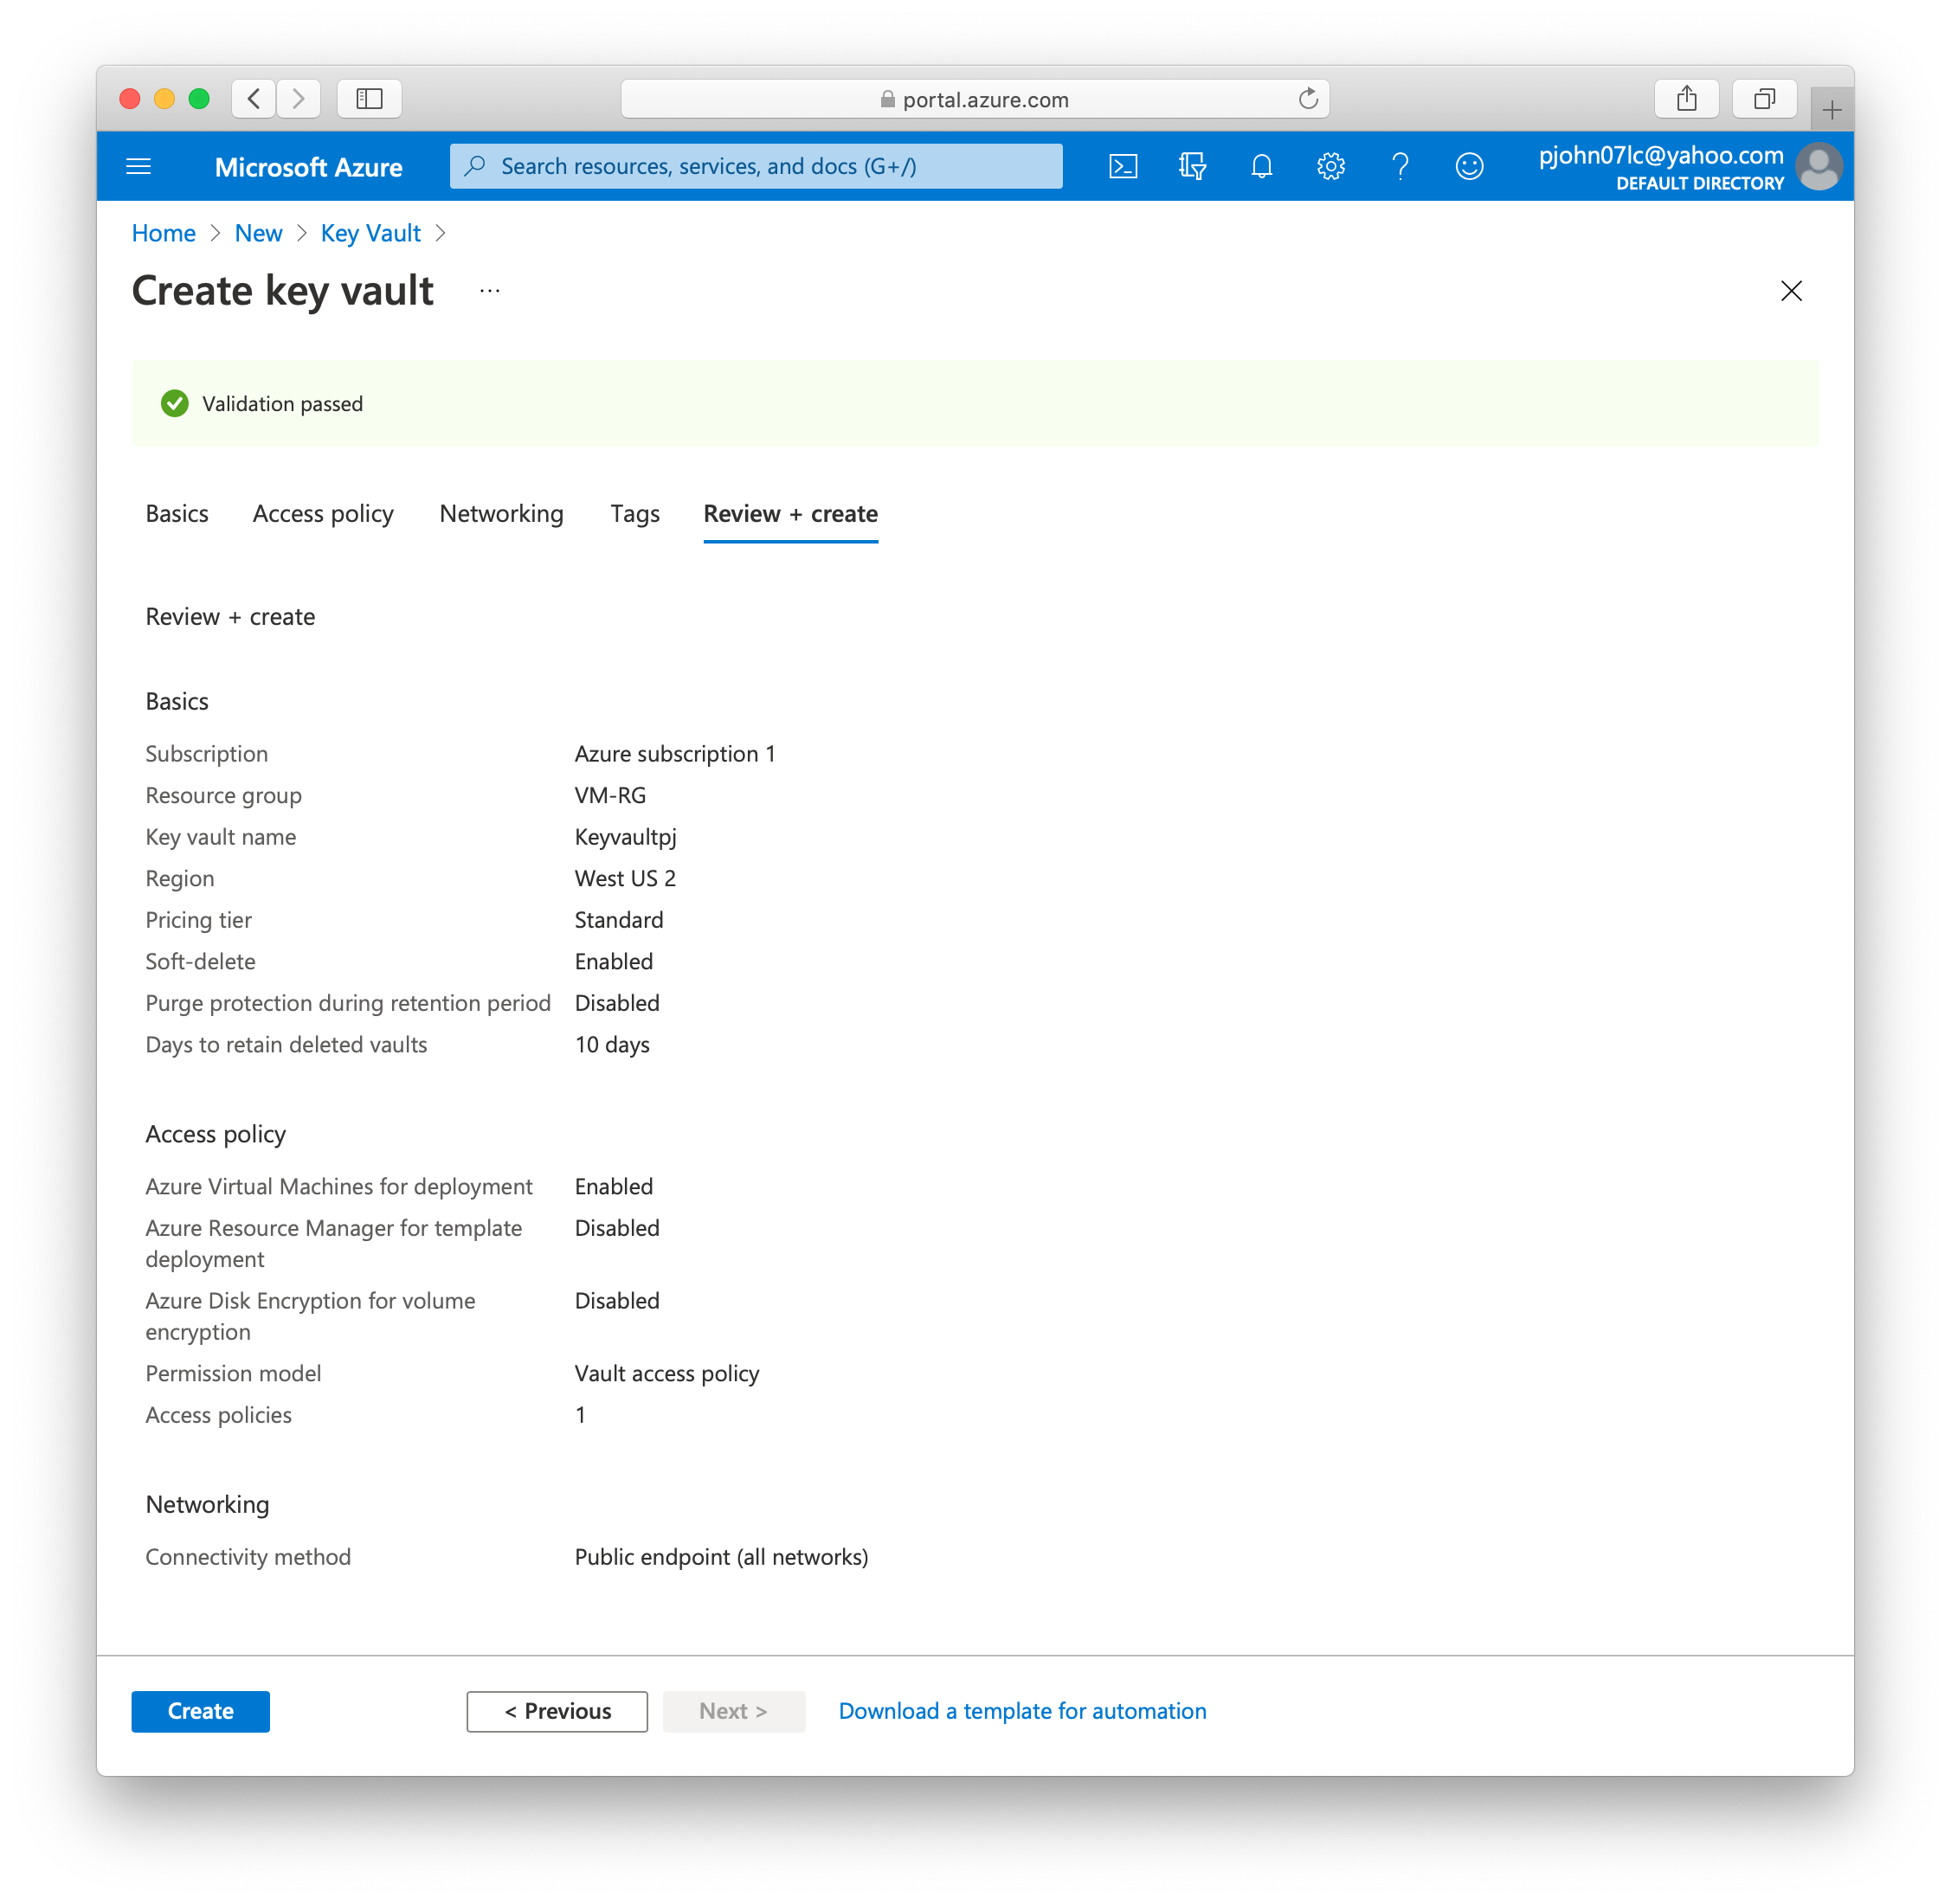 portal.azure.com
Microsoft Azure
Search resources, services, and docs (G+/)
pjohn07lc@yahoo.com
DEFAULT DIRECTORY
Home > New > Key Vault >
Create key vault ...
Validation passed
Basics Access policy Networking Tags Review + create
Review + create
Basics
Subscription Azure subscription 1
Resource group VM-RG
Key vault name Keyvaultpj
Region West US 2
Pricing tier Standard
Soft-delete Enabled
Purge protection during retention period Disabled
Days to retain deleted vaults 10 days
Access policy
Azure Virtual Machines for deployment Enabled
Azure Resource Manager for template Disabled
deployment
Azure Disk Encryption for volume Disabled
encryption
Permission model Vault access policy
Access policies 1
Networking
Connectivity method Public endpoint (all networks)
Create < Previous Next > Download a template for automation